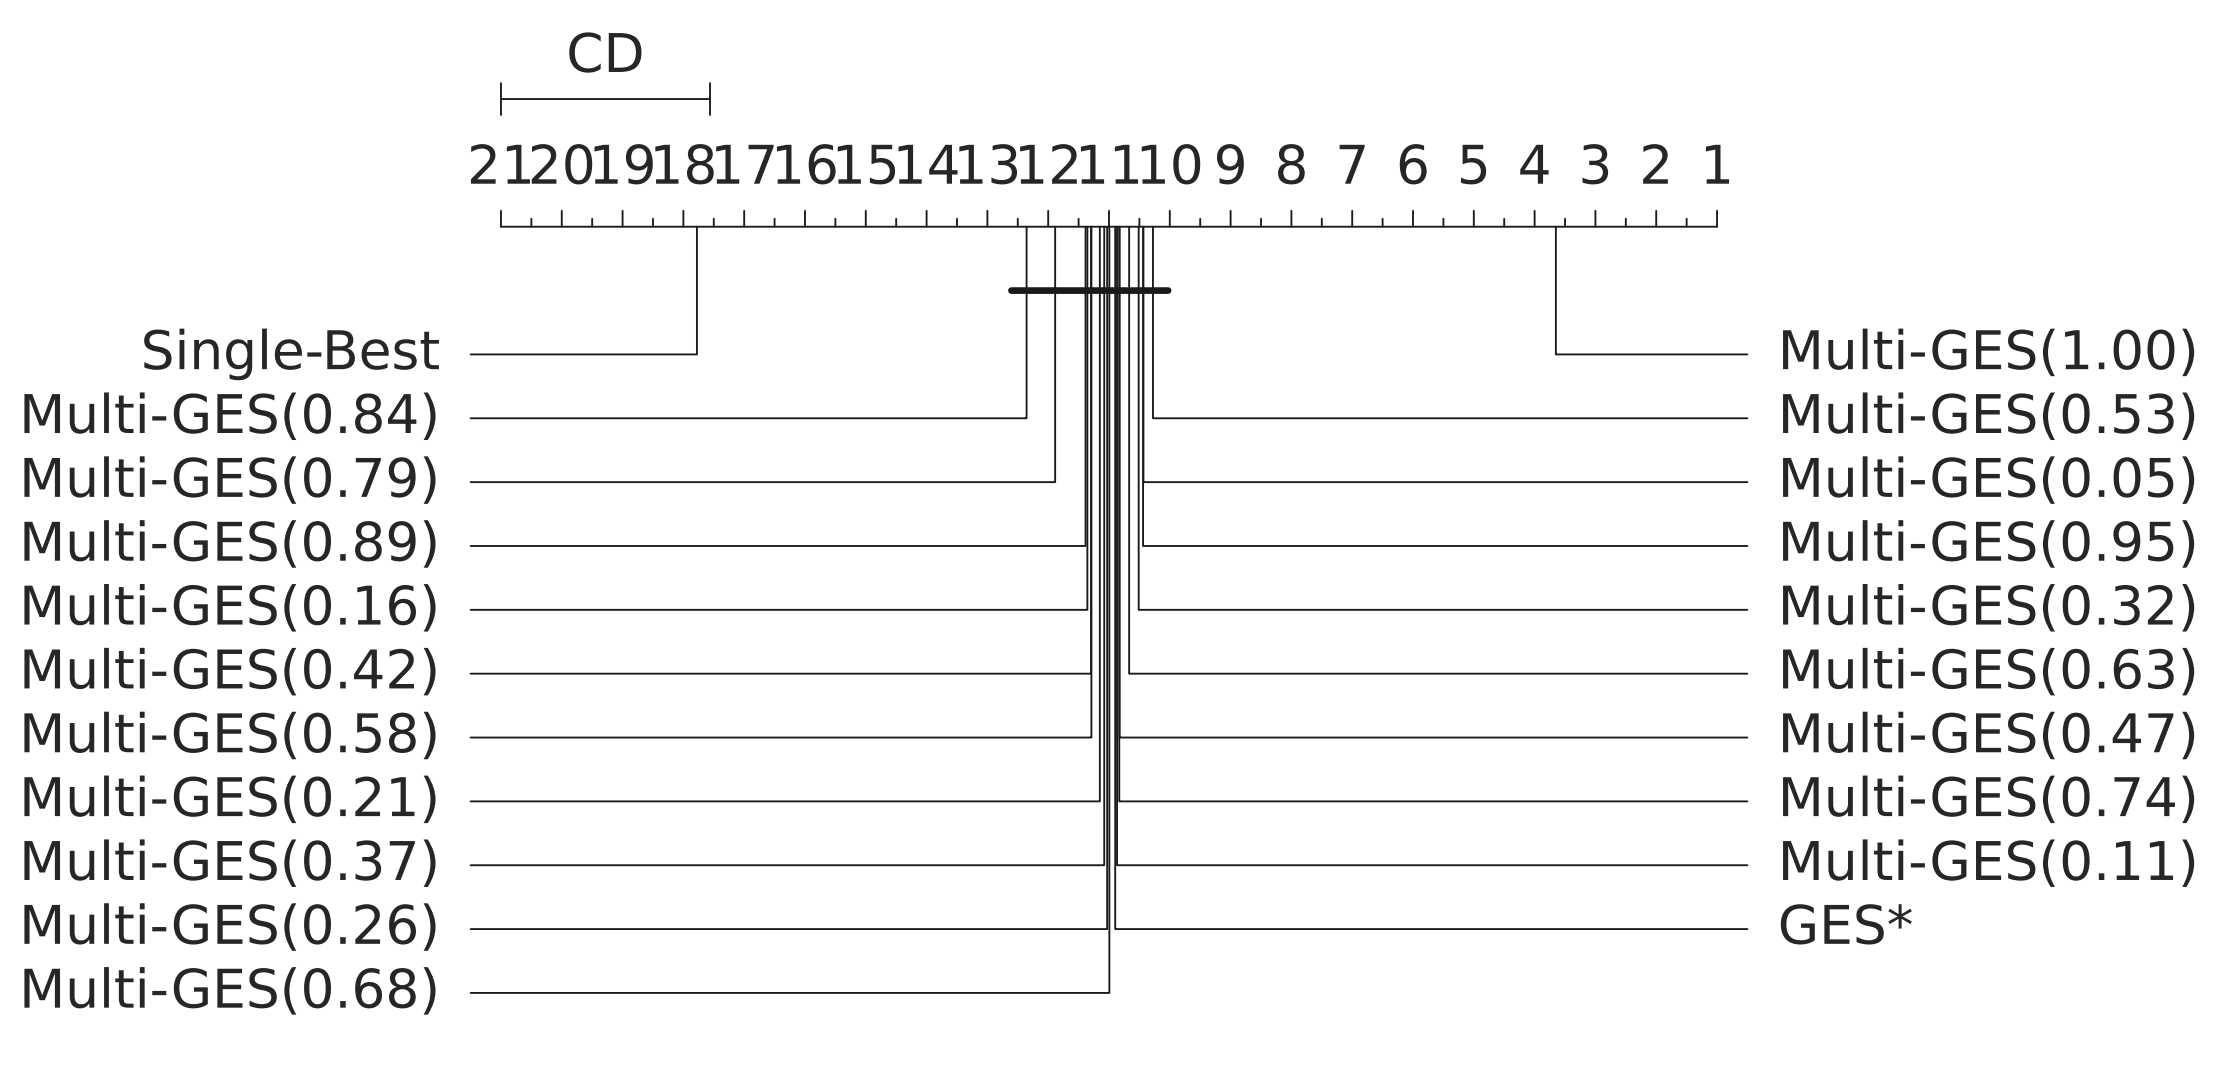 CD
21 20 19 18 17 16 15 14 13 12 11 10 9 8 7 6 5 4 3 2 1
Single-Best
Multi-GES(0.84)
Multi-GES(0.79)
Multi-GES(0.89)
Multi-GES(0.16)
Multi-GES(0.42)
Multi-GES(0.58)
Multi-GES(0.21)
Multi-GES(0.37)
Multi-GES(0.26)
Multi-GES(0.68)
Multi-GES(1.00)
Multi-GES(0.53)
Multi-GES(0.05)
Multi-GES(0.95)
Multi-GES(0.32)
Multi-GES(0.63)
Multi-GES(0.47)
Multi-GES(0.74)
Multi-GES(0.11)
GES*